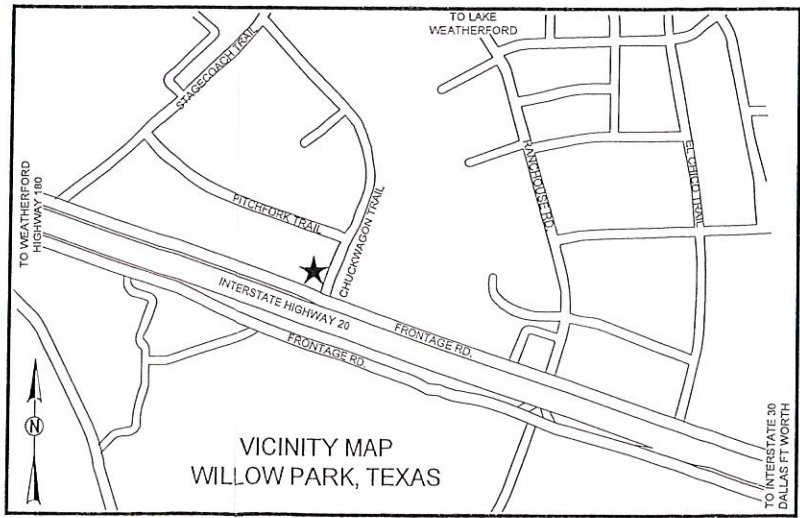 TO LAKE
WEATHERFORD
STAGECOACH TRAIL
RANCHOUSE RD.
EL CHICO TRAIL
TO WEATHERFORD
HIGHWAY 180
PITCHFORK TRAIL
CHUCKWAGON TRAIL
INTERSTATE HIGHWAY 20
FRONTAGE RD.
FRONTAGE RD.
N
VICINITY MAP
WILLOW PARK, TEXAS
TO INTERSTATE 30
DALLAS FT WORTH